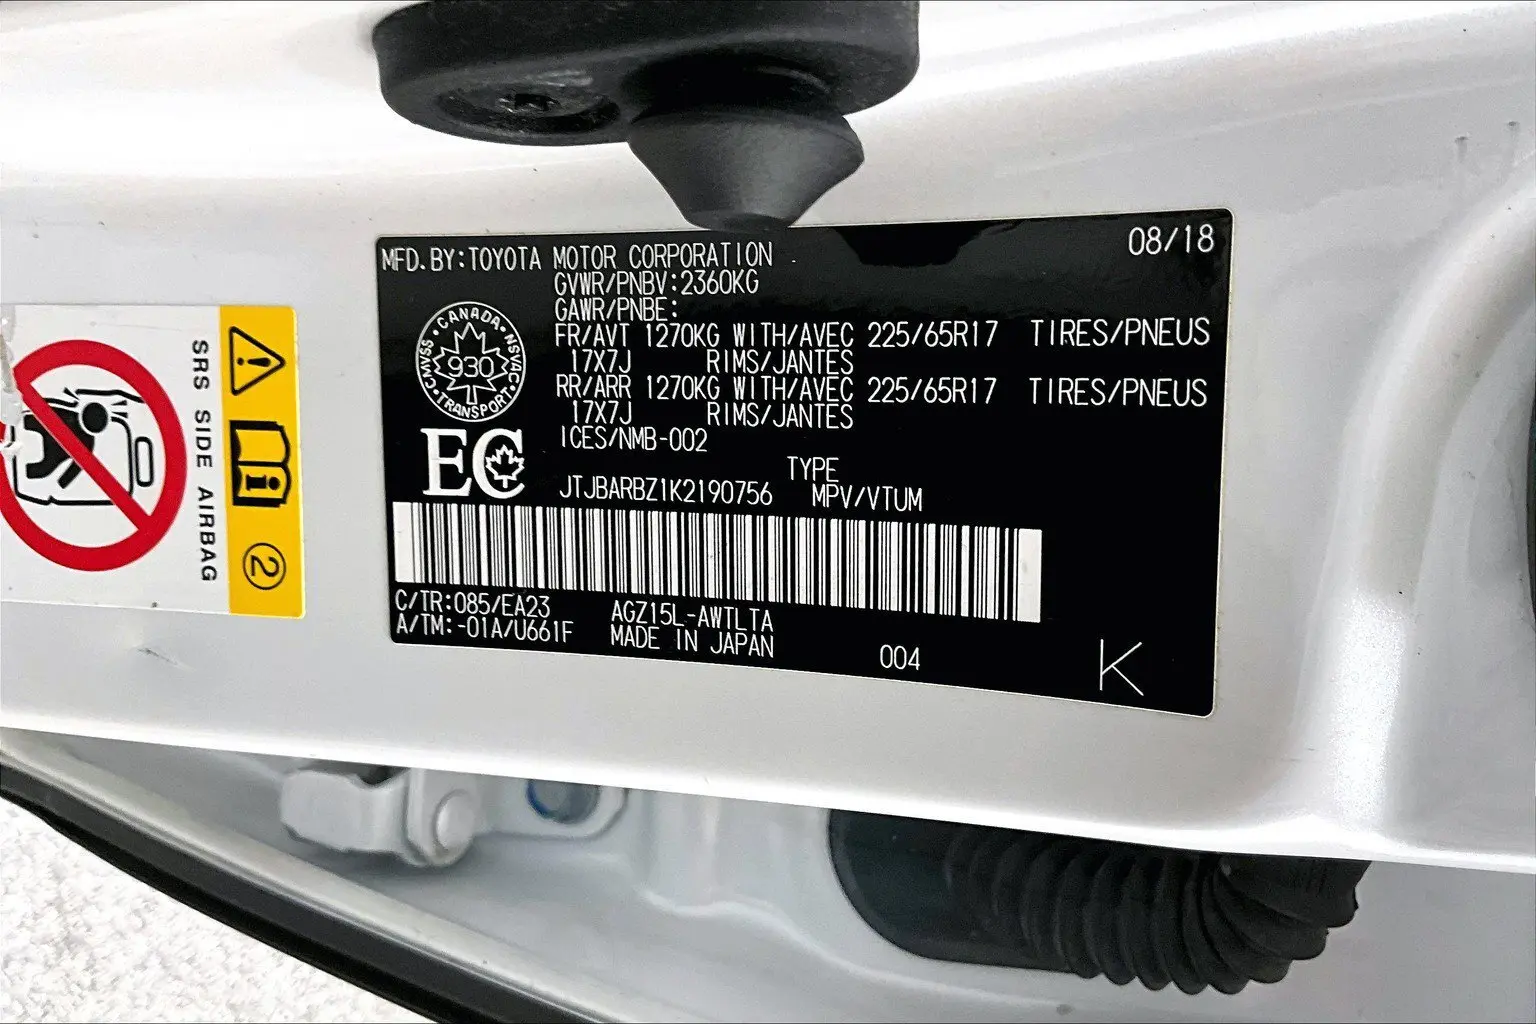 MFD. BY:TOYOTA MOTOR CORPORATION 08/18
GVWR/PNBV:2360KG
GAWR/PNBE:
FR/AVT 1270KG WITH/AVEC 225/65R17 TIRES/PNEUS
17X7J RIMS/JANTES
RR/ARR 1270KG WITH/AVEC 225/65R17 TIRES/PNEUS
17X7J RIMS/JANTES
ICES/NMB-002
CANADA
NSVAC
TRANSPORT
CMVSS
930
EC
TYPE
JTJBARBZ1K2190756 MPV/VTUM
C/TR:085/EA23 AGZ15L-AWTLTA
A/TM:-01A/U661F MADE IN JAPAN
004 K
SRS SIDE AIRBAG
2